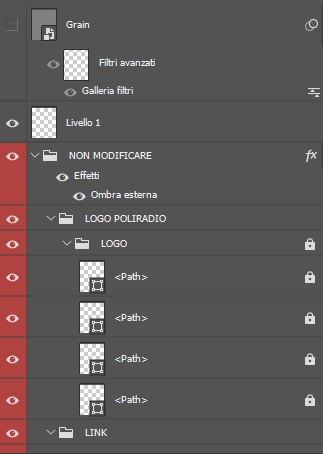 Grain
Filtri avanzati
Galleria filtri
Livello 1
NON MODIFICARE
fx
Effetti
Ombra esterna
LOGO POLIRADIO
LOGO
<Path>
<Path>
<Path>
<Path>
LINK